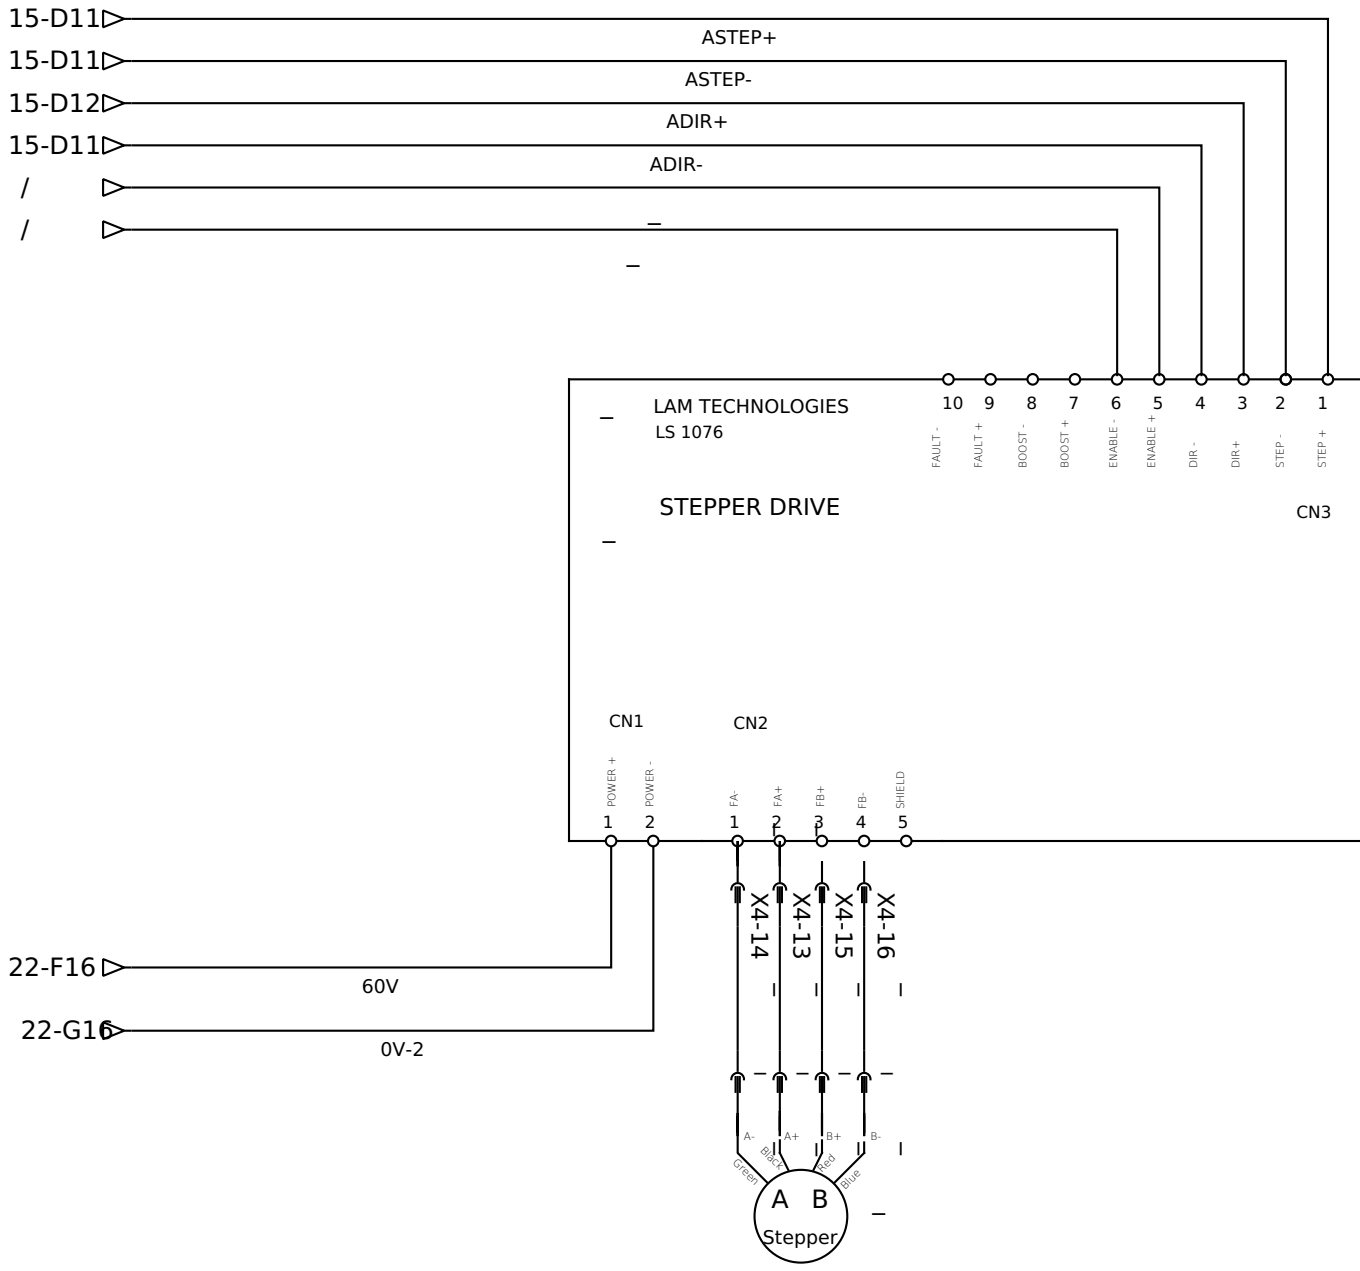 15-D11
ASTEP+
15-D11
ASTEP-
15-D12
ADIR+
15-D11
ADIR-
/
–
/
–
– LAM TECHNOLOGIES
LS 1076
10 9 8 7 6 5 4 3 2 1
FAULT - FAULT + BOOST - BOOST + ENABLE - ENABLE + DIR - DIR+ STEP - STEP +
STEPPER DRIVE
CN3
–
CN1 CN2
POWER + POWER - FA- FA+ FB+ FB- SHIELD
1 2 1 2 3 4 5
X4-14 X4-13 X4-15 X4-16
22-F16
60V
22-G16
0V-2
A- A+ B+ B-
Green Black Red Blue
A B
Stepper